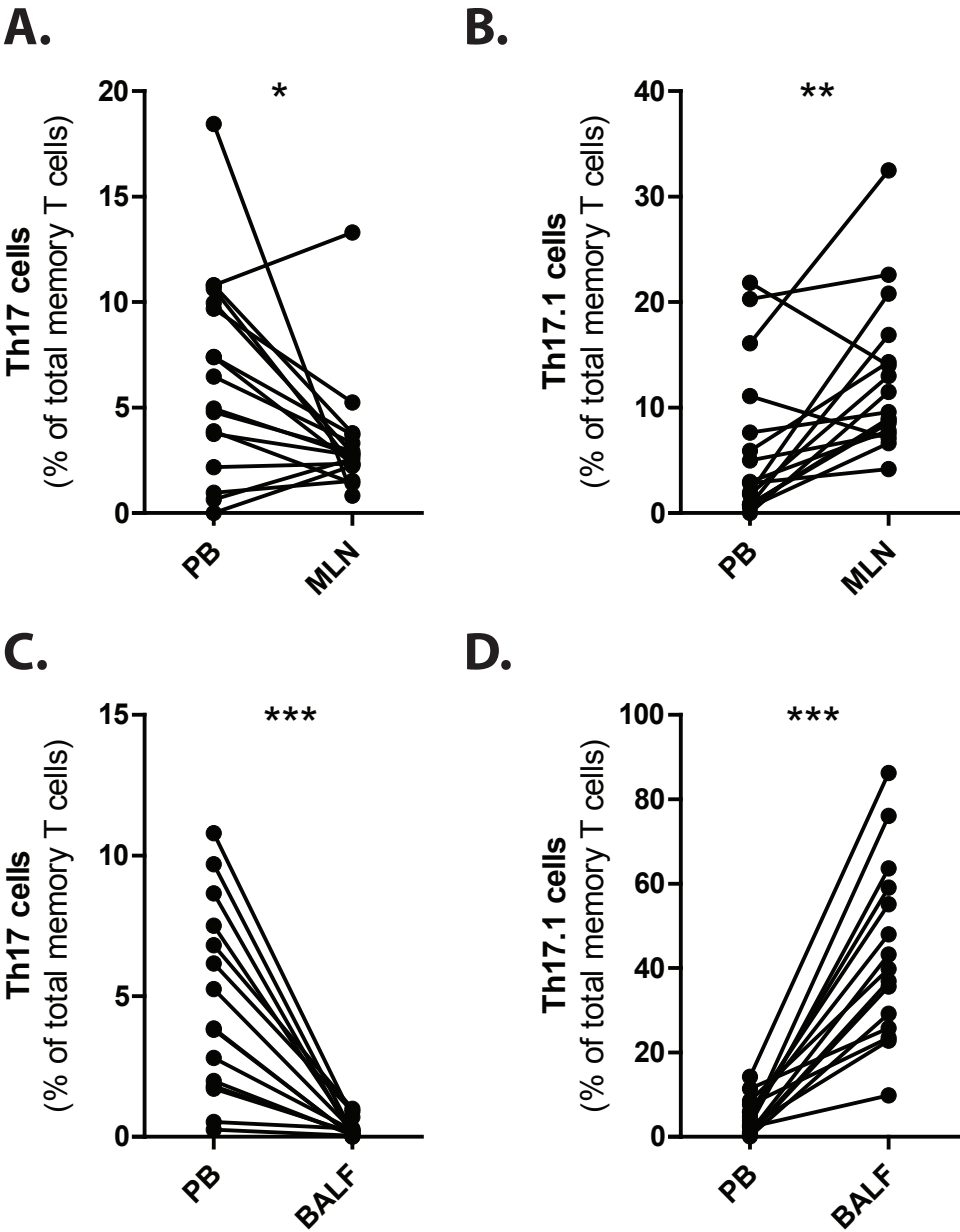 A.
Th17 cells
(% of total memory T cells)
20
15
10
5
0
*
PB
MLN
B.
Th17.1 cells
(% of total memory T cells)
40
30
20
10
0
**
PB
MLN
C.
Th17 cells
(% of total memory T cells)
15
10
5
0
***
PB
BALF
D.
Th17.1 cells
(% of total memory T cells)
100
80
60
40
20
0
***
PB
BALF